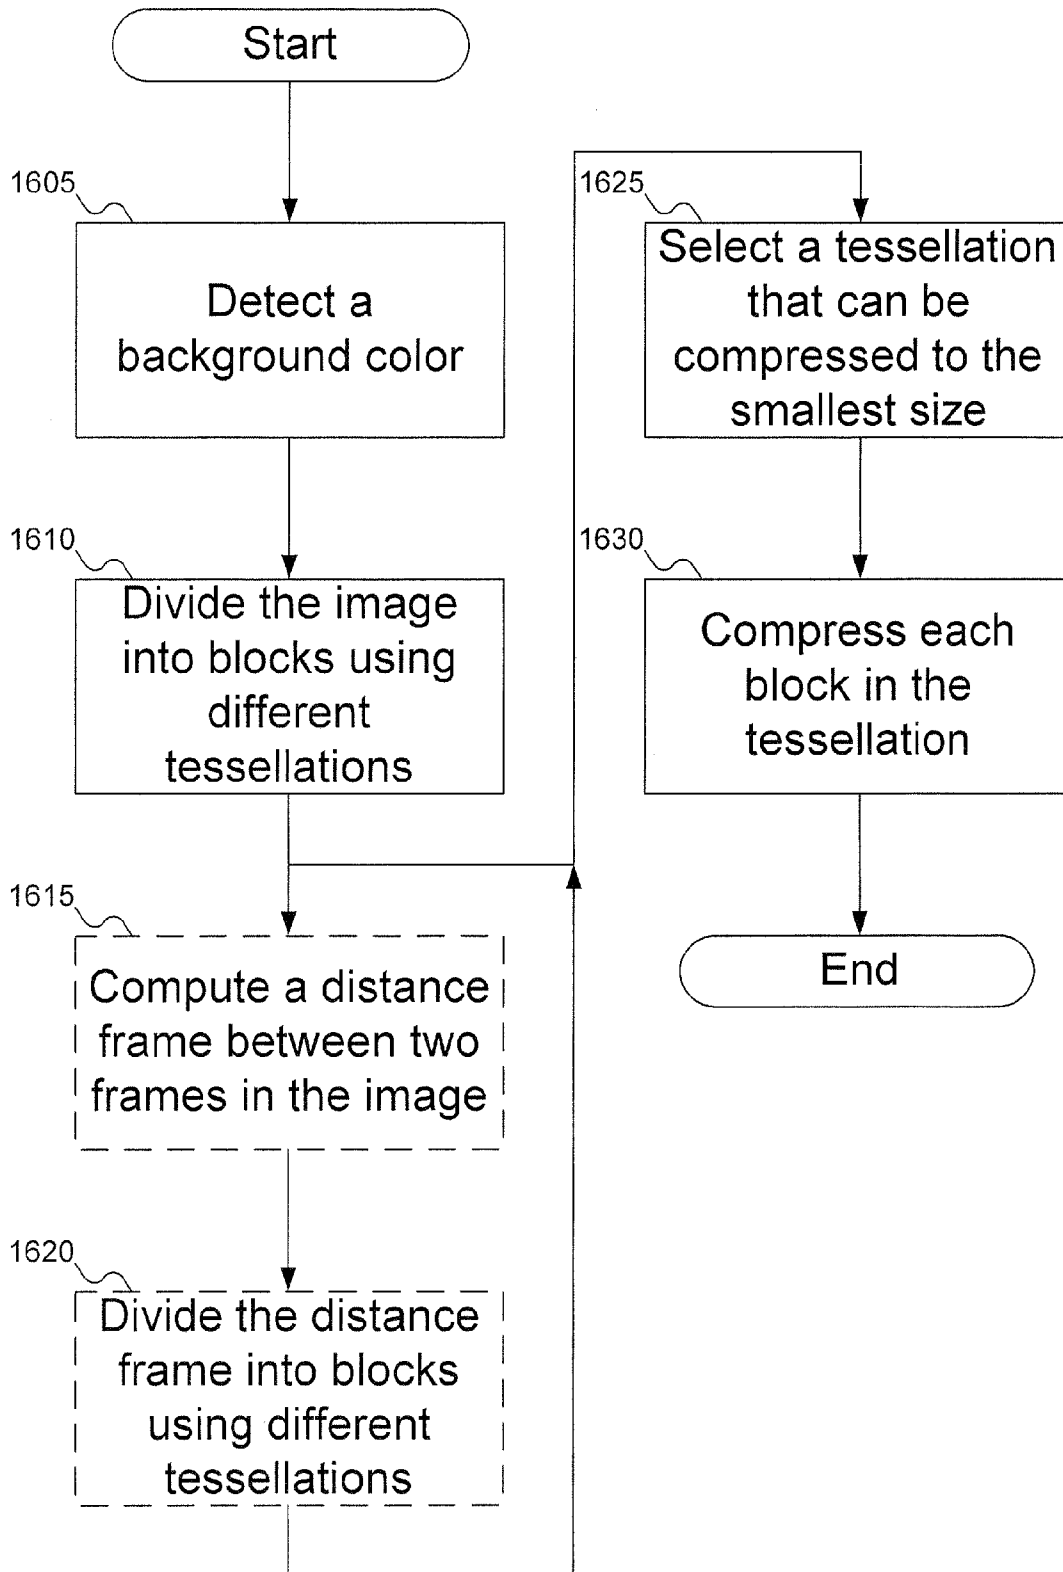 Start
1605
Detect a
background color
1610
Divide the image
into blocks using
different
tessellations
1615
Compute a distance
frame between two
frames in the image
1620
Divide the distance
frame into blocks
using different
tessellations
1625
Select a tessellation
that can be
compressed to the
smallest size
1630
Compress each
block in the
tessellation
End